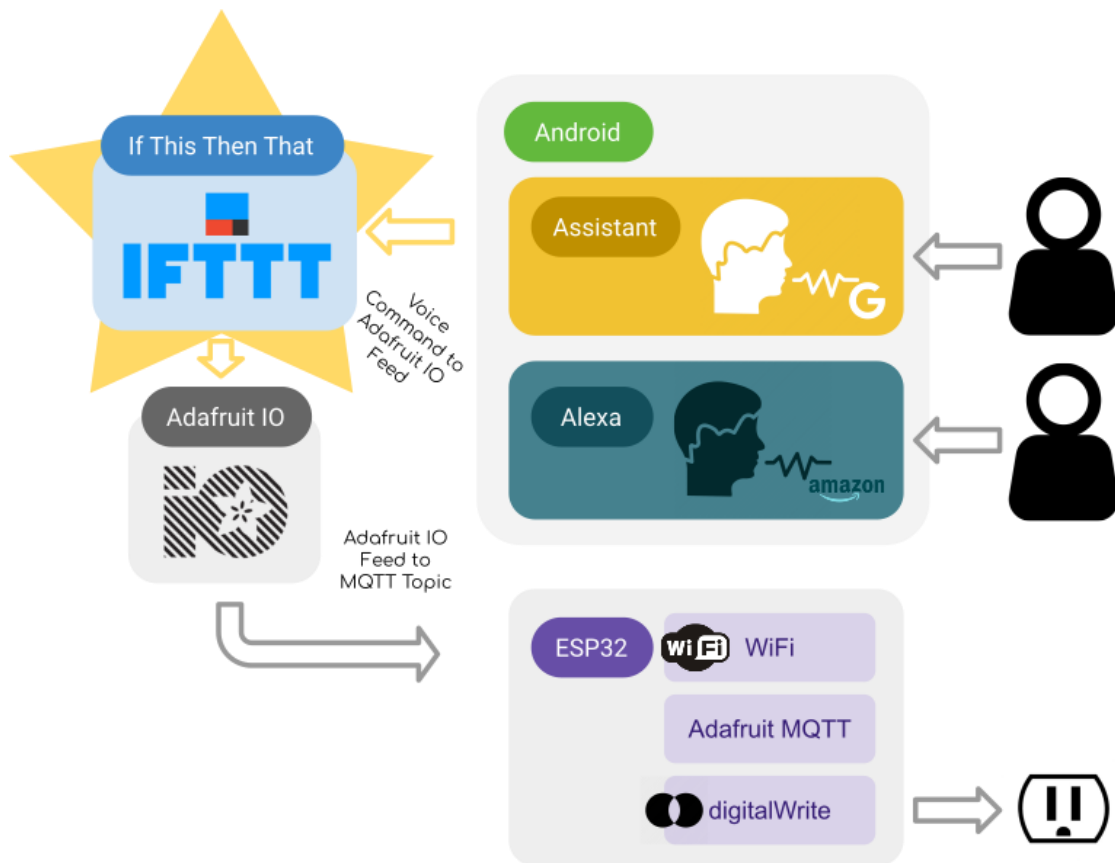 If This Then That
IFTTT
Android
Assistant
G
Voice
Command to
Adafruit IO
Feed
Alexa
amazon
Adafruit IO
iO
Adafruit IO
Feed to
MQTT Topic
ESP32
Wi Fi
WiFi
Adafruit MQTT
digitalWrite